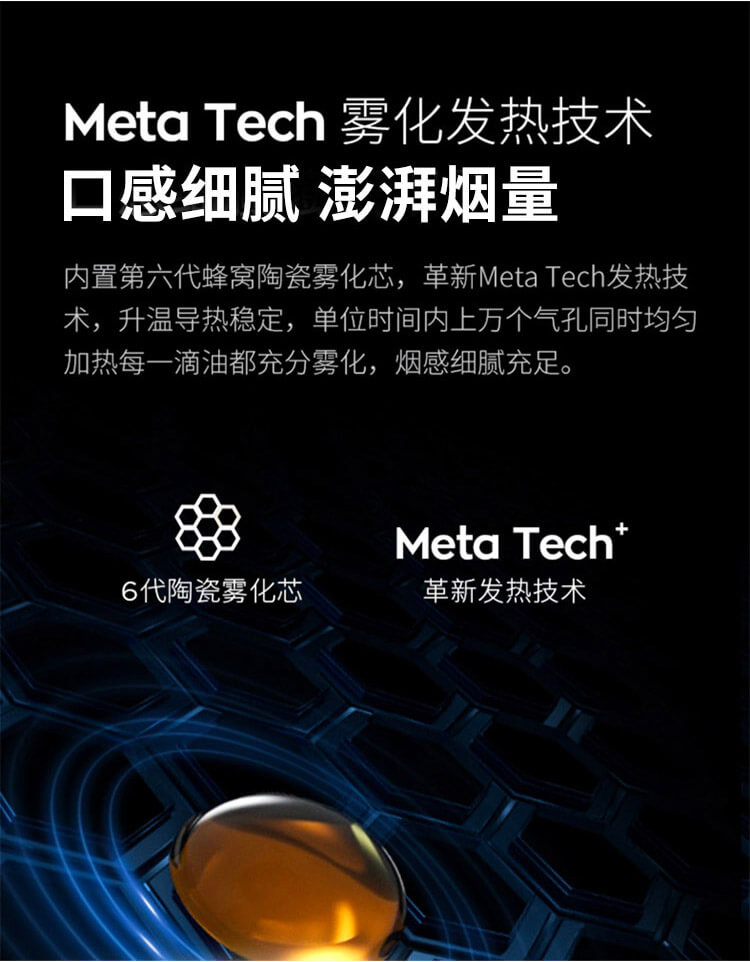 Meta Tech 雾化发热技术
口感细腻 澎湃烟量
内置第六代蜂窝陶瓷雾化芯，革新Meta Tech发热技
术，升温导热稳定，单位时间内上万个气孔同时均匀
加热每一滴油都充分雾化，烟感细腻充足。
Meta Tech+
6代陶瓷雾化芯
革新发热技术